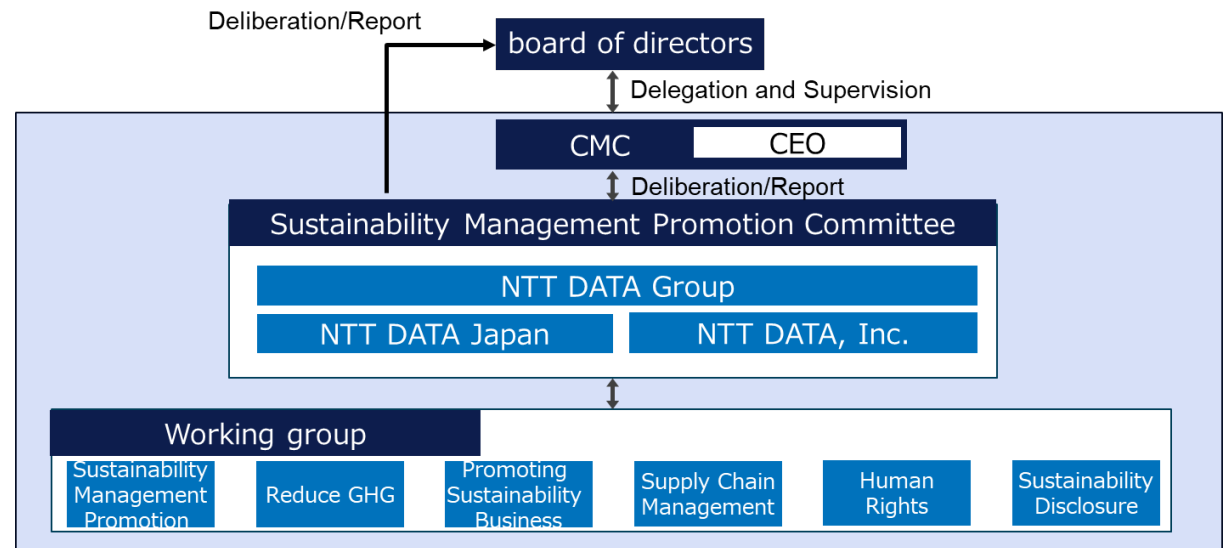 Deliberation/Report
board of directors
Delegation and Supervision
CMC
CEO
Deliberation/Report
Sustainability Management Promotion Committee
NTT DATA Group
NTT DATA Japan
NTT DATA, Inc.
Working group
Sustainability
Management
Promotion
Reduce GHG
Promoting
Sustainability
Business
Supply Chain
Management
Human
Rights
Sustainability
Disclosure